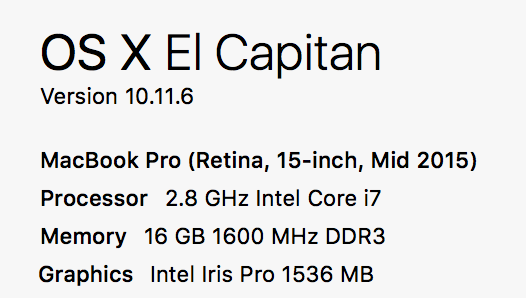 OS X El Capitan
Version 10.11.6
MacBook Pro (Retina, 15-inch, Mid 2015)
Processor 2.8 GHz Intel Core i7
Memory 16 GB 1600 MHz DDR3
Graphics Intel Iris Pro 1536 MB